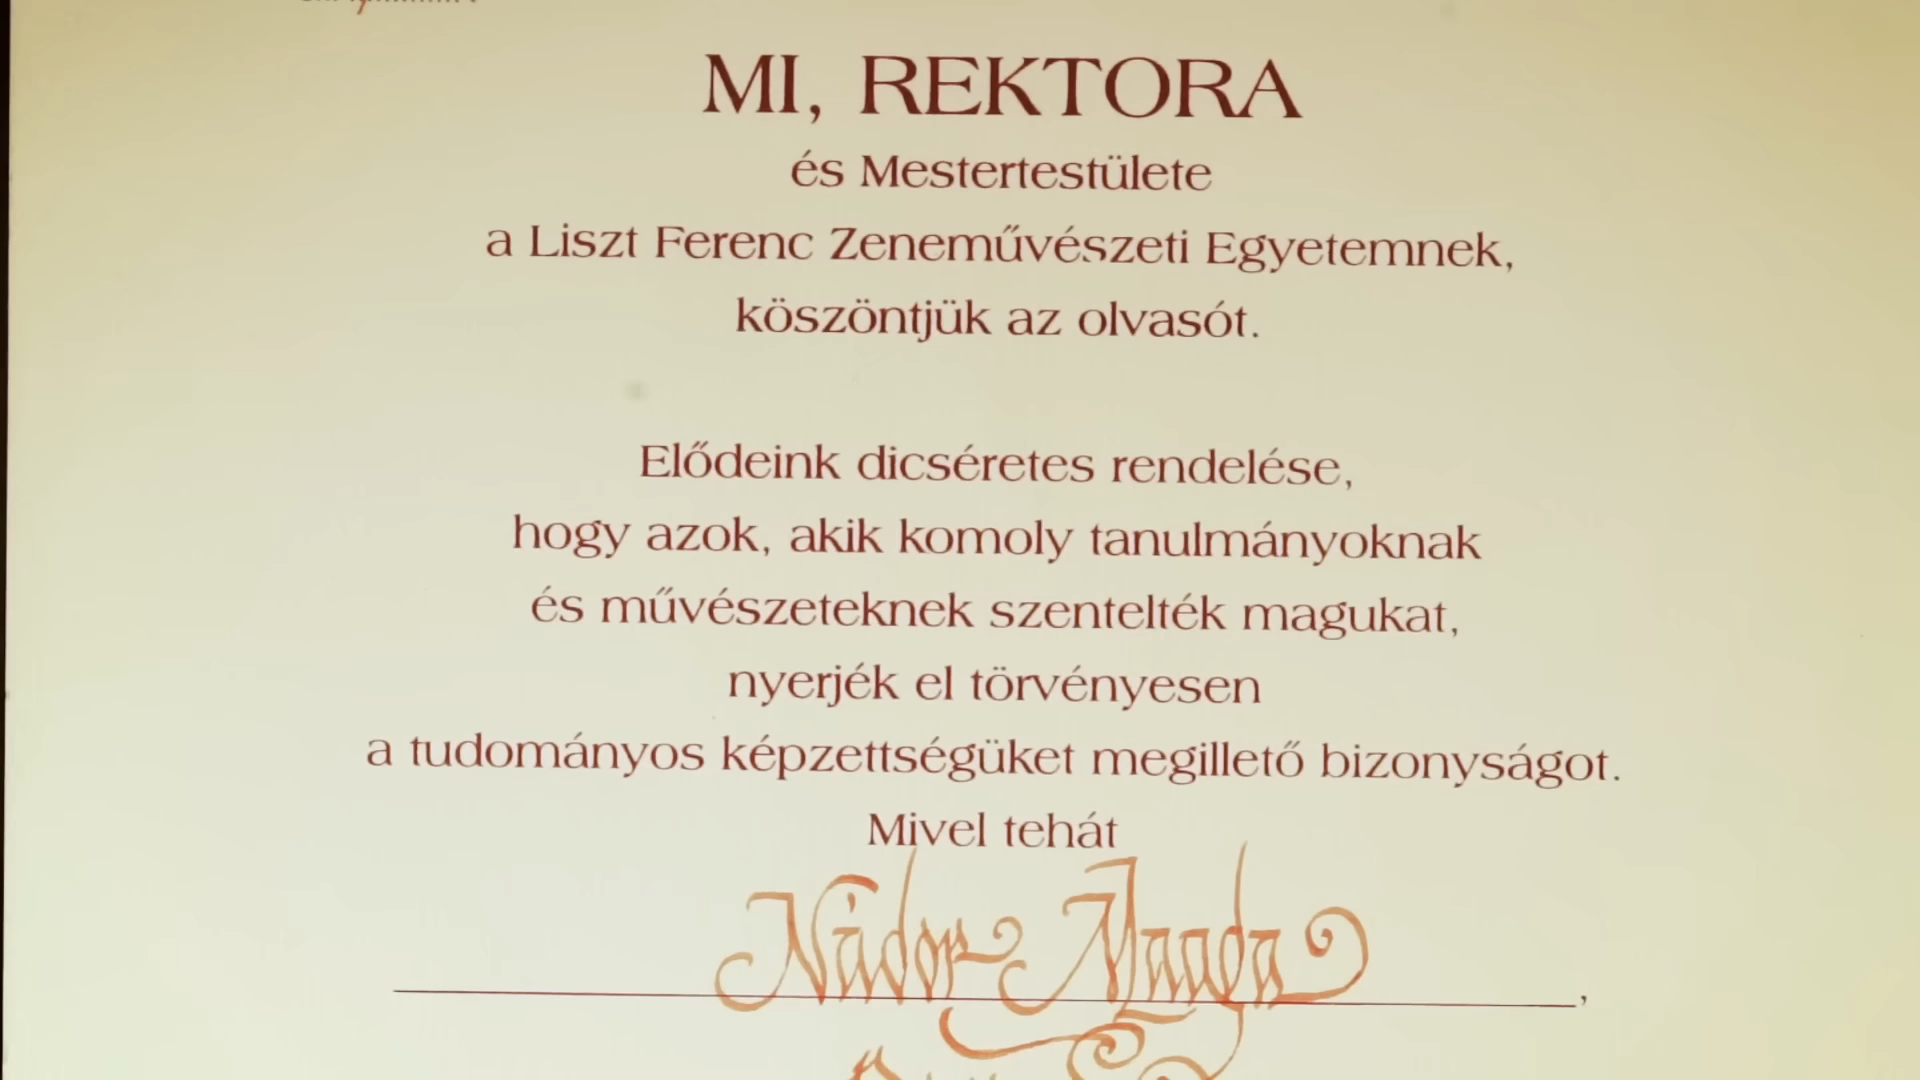 MI, REKTORA
és Mestertestülete
a Liszt Ferenc Zeneművészeti Egyetemnek,
köszöntjük az olvasót.
Elődeink dicséretes rendelése,
hogy azok, akik komoly tanulmányoknak
és művészeteknek szentelték magukat,
nyerjék el törvényesen
a tudományos képzettségüket megillető bizonyságot.
Mivel tehát
Nádor Magda